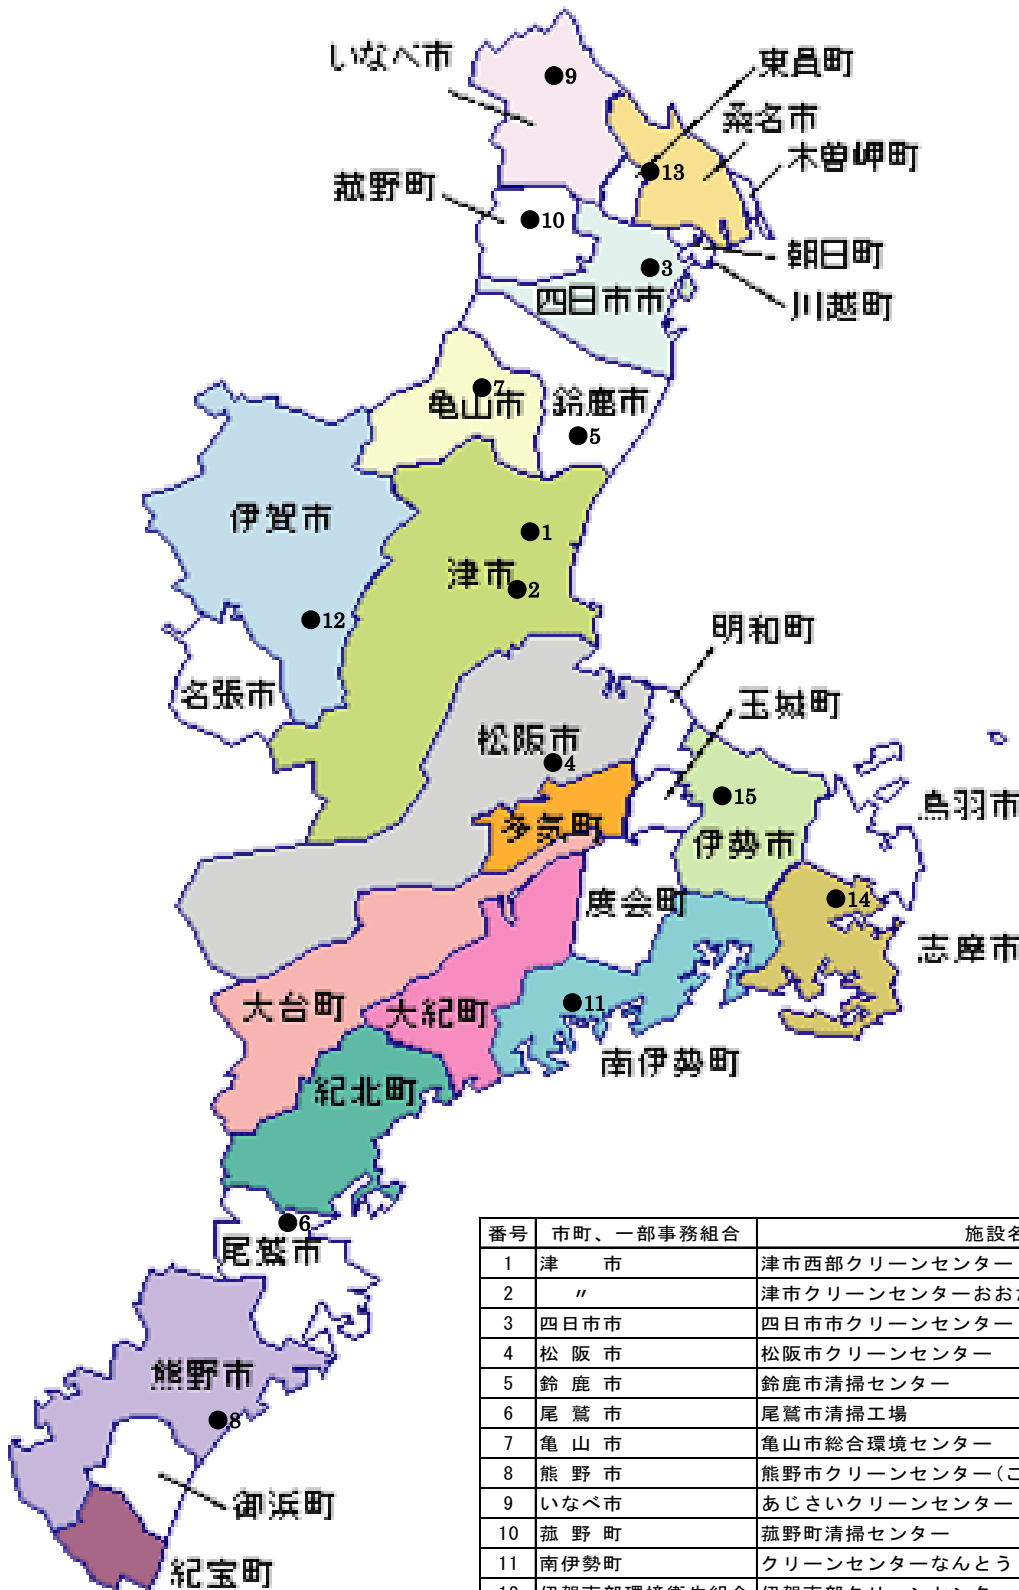 いなべ市
東員町
●9
桑名市
木曽岬町
●13
菰野町
●10
朝日町
●3
四日市市
川越町
●7
亀山市
鈴鹿市
●5
伊賀市
●1
津市
●2
●12
明和町
名張市
玉城町
松阪市
●4
●15
鳥羽市
多気町
伊勢市
度会町
●14
志摩市
大台町
大紀町
●11
南伊勢町
紀北町
●6
尾鷲市
熊野市
●8
御浜町
紀宝町
番号 市町、一部事務組合 施設名
1 津 市 津市西部クリーンセンター
2 〃 津市クリーンセンターおお
3 四日市市 四日市市クリーンセンター
4 松阪市 松阪市クリーンセンター
5 鈴鹿市 鈴鹿市清掃センター
6 尾鷲市 尾鷲市清掃工場
7 亀山市 亀山市総合環境センター
8 熊野市 熊野市クリーンセンター(
9 いなべ市 あじさいクリーンセンター
10 菰野町 菰野町清掃センター
11 南伊勢町 クリーンセンターなんとう